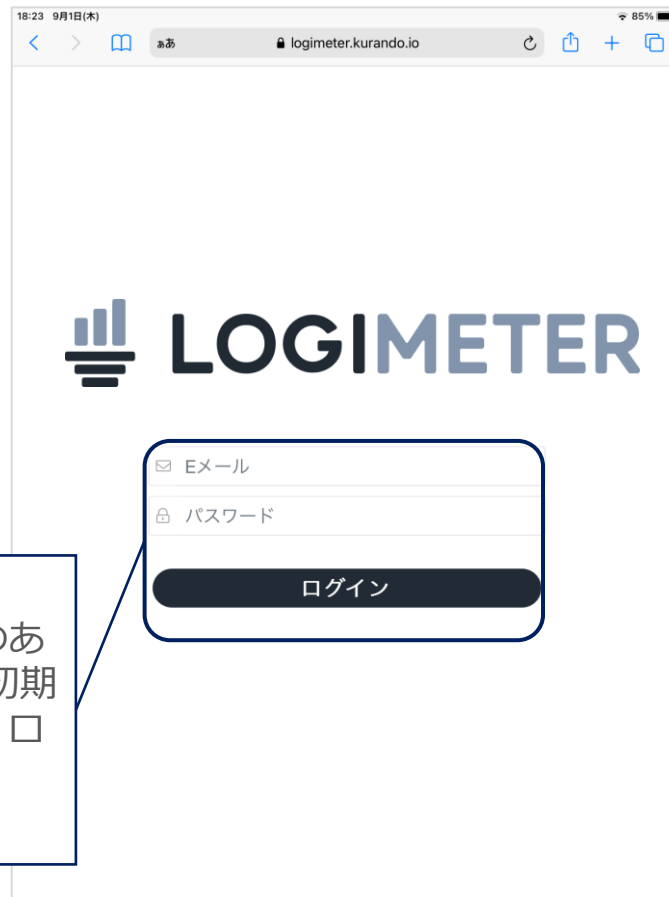 18:23 9月1日(木) 85%
ぁあ logimeter.kurando.io
LOGIMETER
Eメール
パスワード
ログイン
のあ
初期
ロ